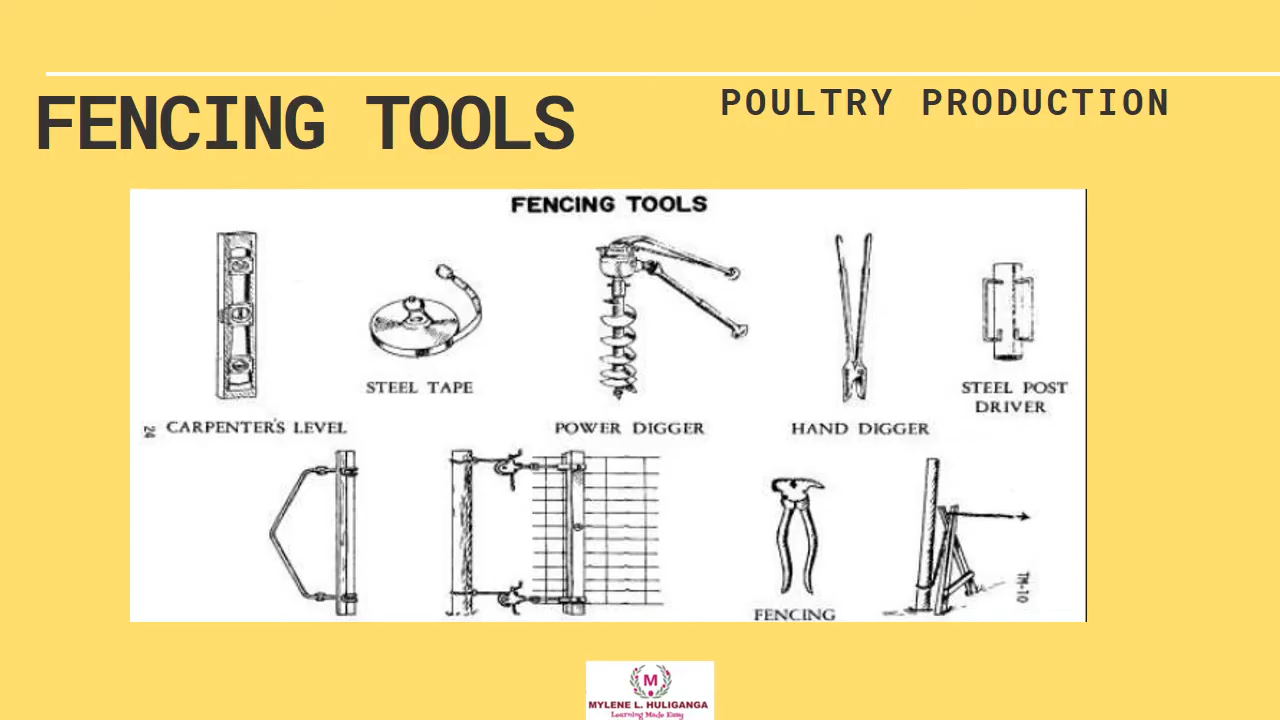 FENCING TOOLS
POULTRY PRODUCTION
FENCING TOOLS
STEEL TAPE
STEEL POST
DRIVER
24
CARPENTER'S LEVEL
POWER DIGGER
HAND DIGGER
TM-10
FENCING
M
MYLENE L. HULIGANGA
Learning Made Easy